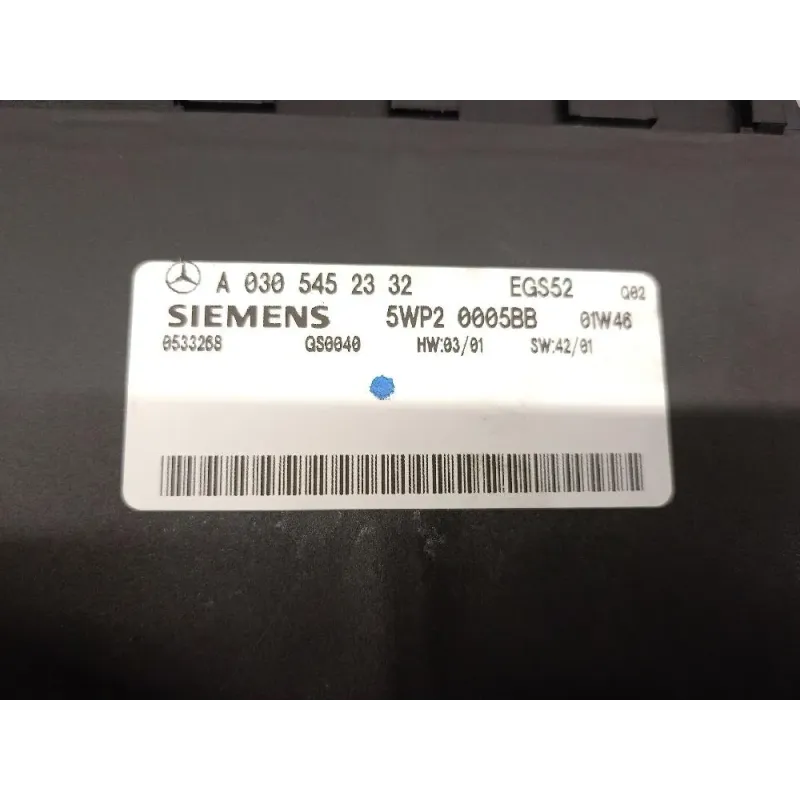 A 030 545 23 32 EGS52 Q02
SIEMENS 5WP2 0005BB 01W46
0533268 QS0040 HW:03/01 SW:42/01